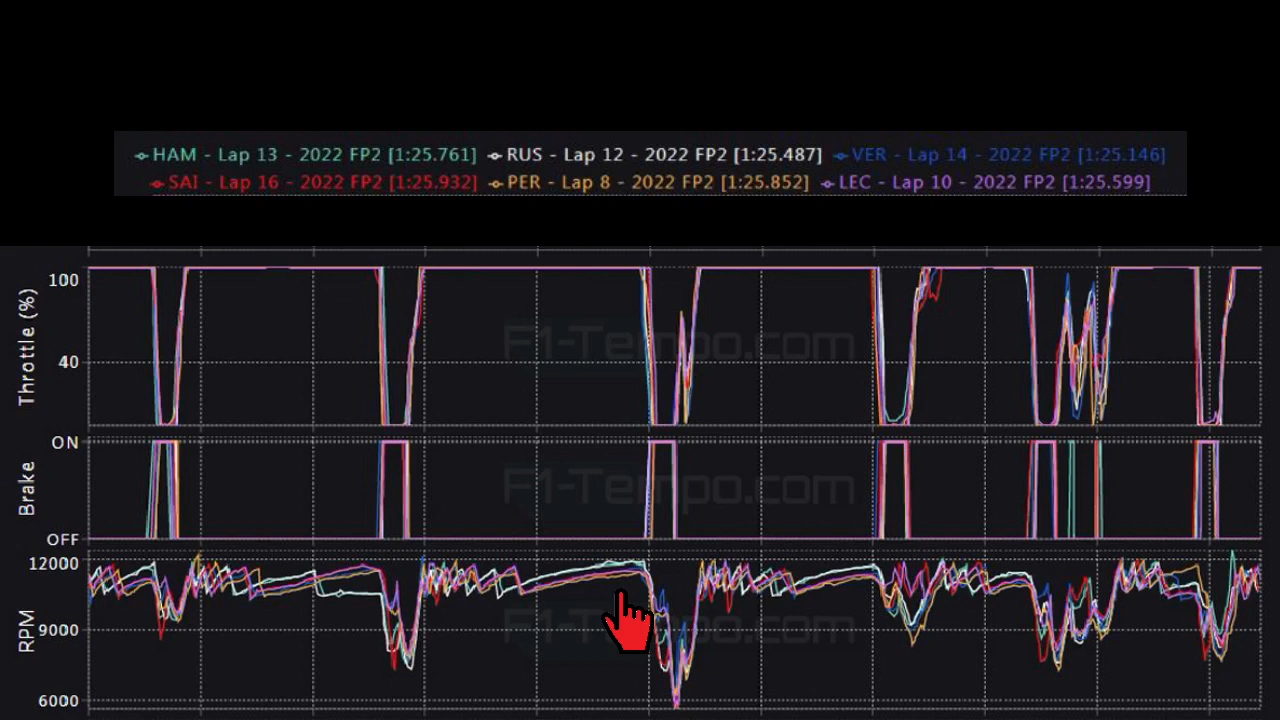 HAM - Lap 13 - 2022 FP2 [1:25.761] RUS - Lap 12 - 2022 FP2 [1:25.487] VER - Lap 14 - 2022 FP2 [1:25.146]
SAI - Lap 16 - 2022 FP2 [1:25.932] PER - Lap 8 - 2022 FP2 [1:25.852] LEC - Lap 10 - 2022 FP2 [1:25.599]
Throttle (%)
100
40
F1-Tempo.com
Brake
ON
OFF
F1-Tempo.com
RPM
12000
9000
6000
F1-Tempo.com